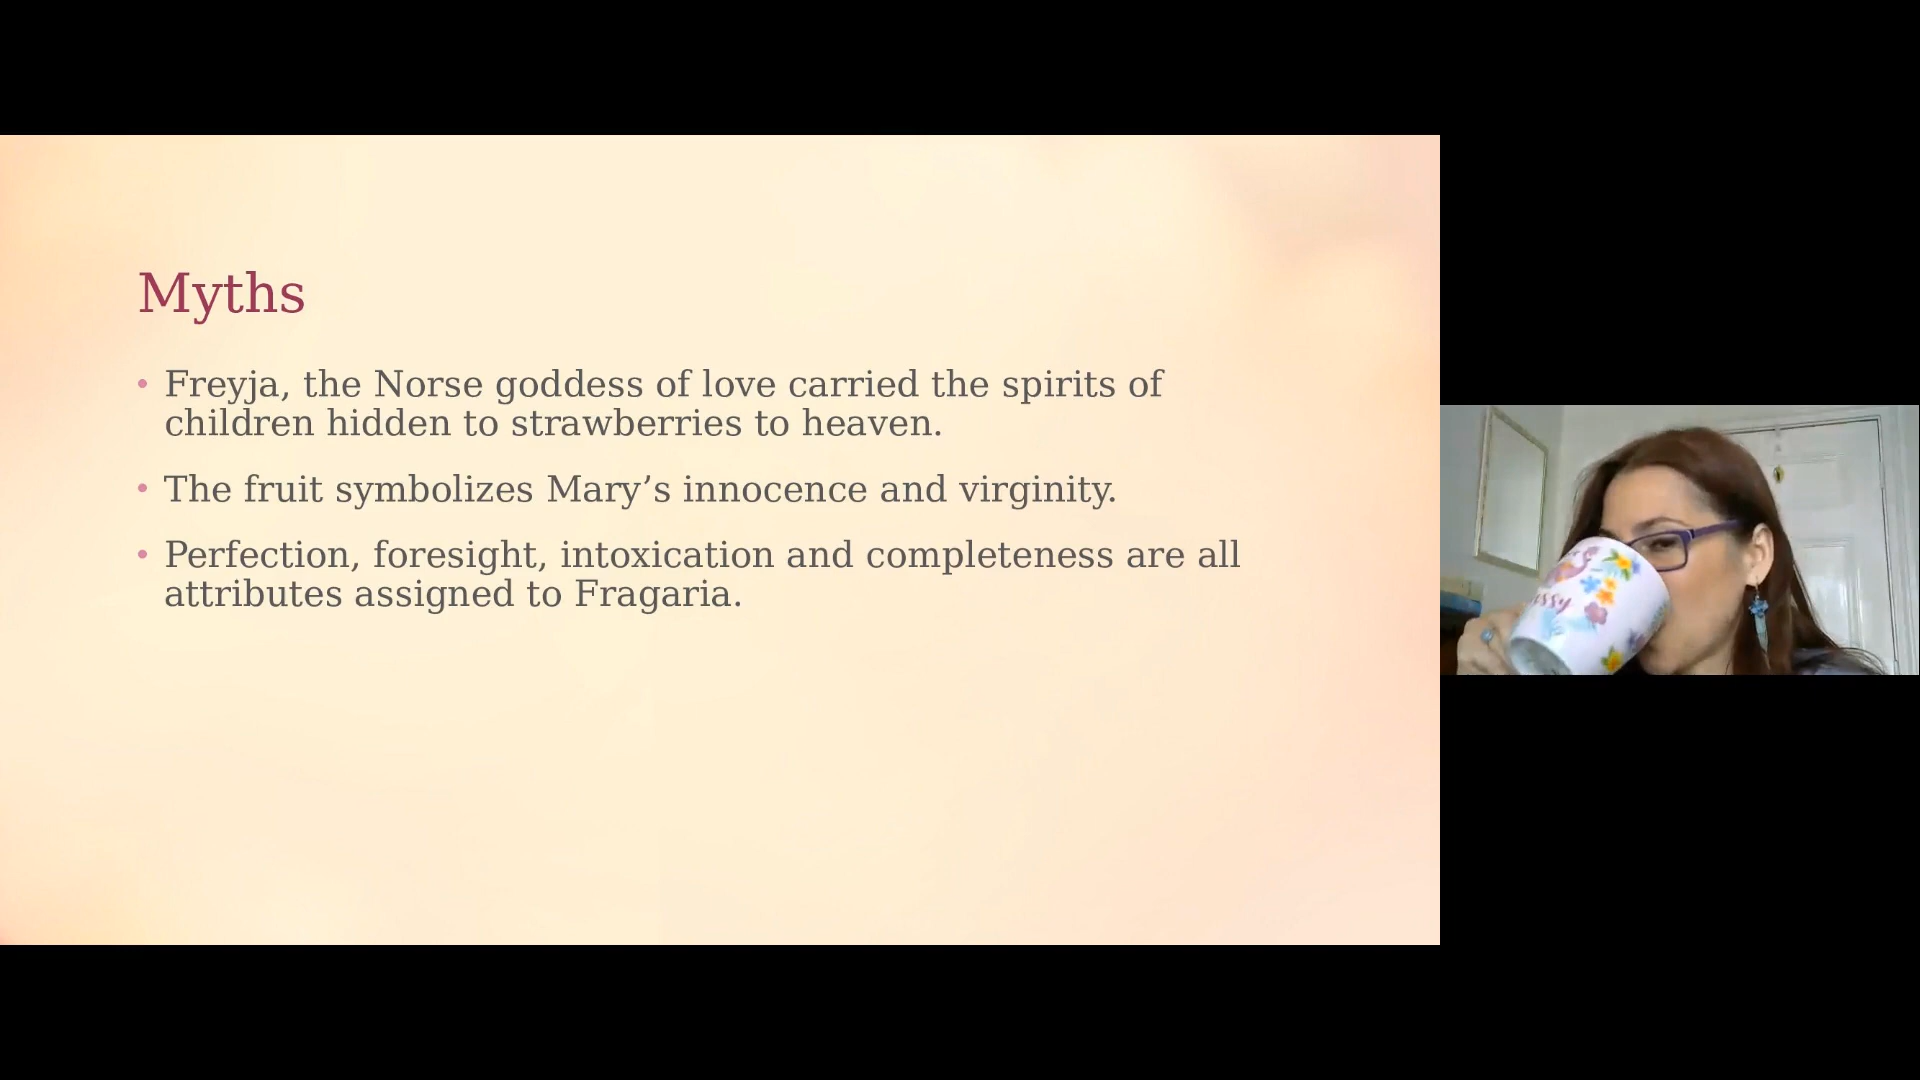 Myths
• Freyja, the Norse goddess of love carried the spirits of
children hidden to strawberries to heaven.
• The fruit symbolizes Mary’s innocence and virginity.
• Perfection, foresight, intoxication and completeness are all
attributes assigned to Fragaria.